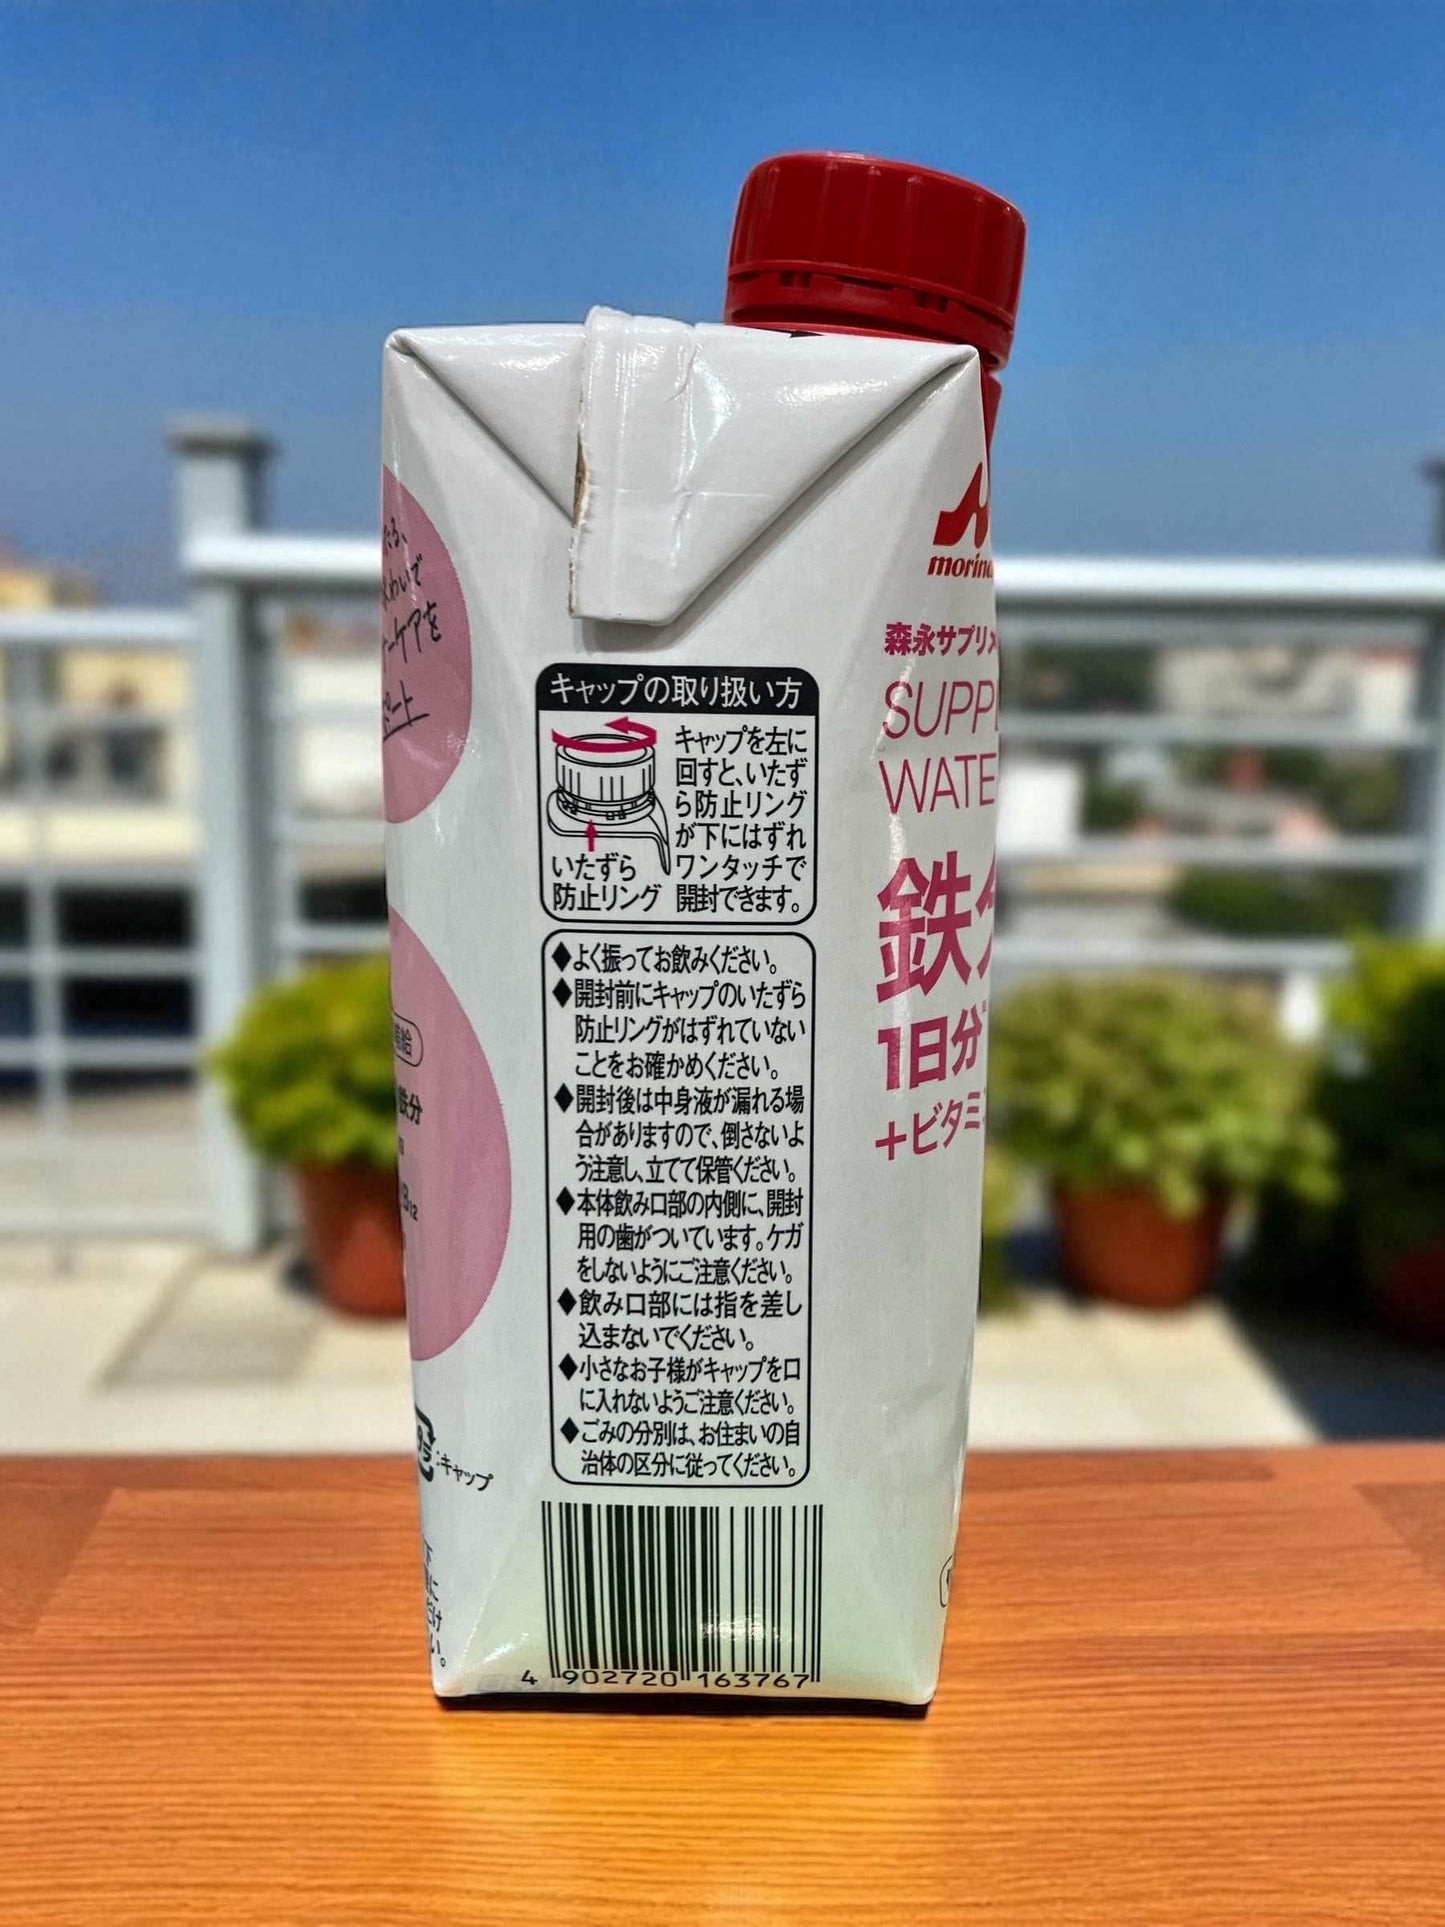 キャップの取り扱い方
キャップを左に
回すと、いたず
ら防止リング
が下にはずれ
ワンタッチで
開封できます。
いたずら
防止リング
◆よく振ってお飲みください。
◆開封前にキャップのいたずら
防止リングがはずれていない
ことをお確かめください。
◆開封後は中身液が漏れる場
合がありますので、倒さないよ
う注意し、立てて保管ください。
◆本体飲み口部の内側に、開封
用の歯がついています。ケガ
をしないようにご注意ください。
◆飲み口部には指を差し
込まないでください。
◆小さなお子様がキャップを口
に入れないようご注意ください。
◆ごみの分別は、お住まいの自
治体の区分に従ってください。
4 902720 163767
morina
森永サプリメ
SUPPL
WATE
鉄分
1日分
+ビタミ
ケアを
ポート
鉄分
B12
プラ:キャップ